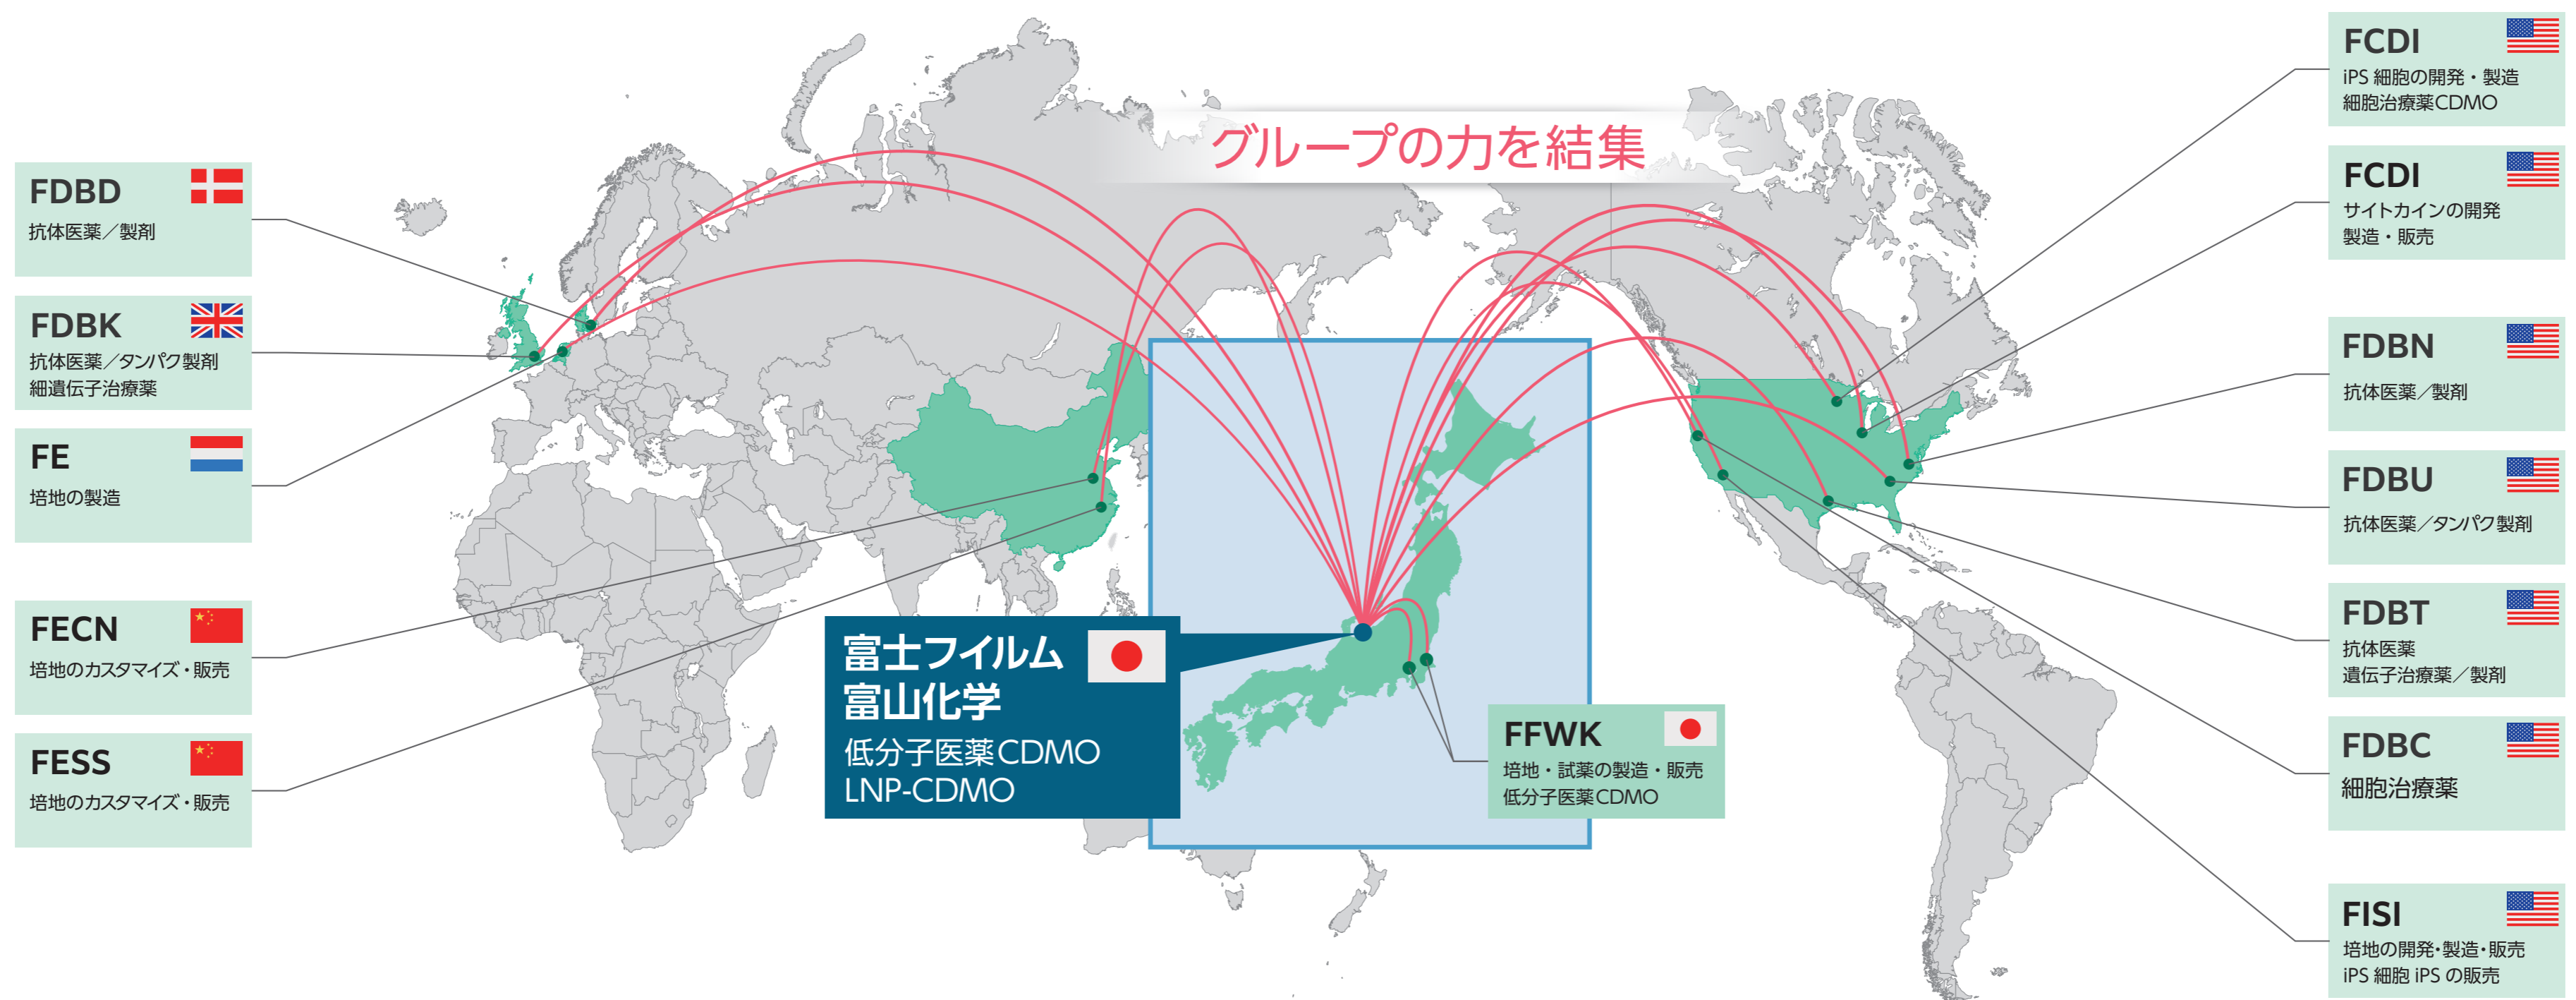 グループの力を結集
FDBD
抗体医薬／製剤
FDBK
抗体医薬／タンパク製剤
細遺伝子治療薬
FE
培地の製造
FECN
培地のカスタマイズ・販売
FESS
培地のカスタマイズ・販売
富士フイルム
富山化学
低分子医薬CDMO
LNP-CDMO
FFWK
培地・試薬の製造・販売
低分子医薬CDMO
FCDI
iPS 細胞の開発・製造
細胞治療薬CDMO
FCDI
サイトカインの開発
製造・販売
FDBN
抗体医薬／製剤
FDBU
抗体医薬／タンパク製剤
FDBT
抗体医薬
遺伝子治療薬／製剤
FDBC
細胞治療薬
FISI
培地の開発・製造・販売
iPS 細胞 iPS の販売